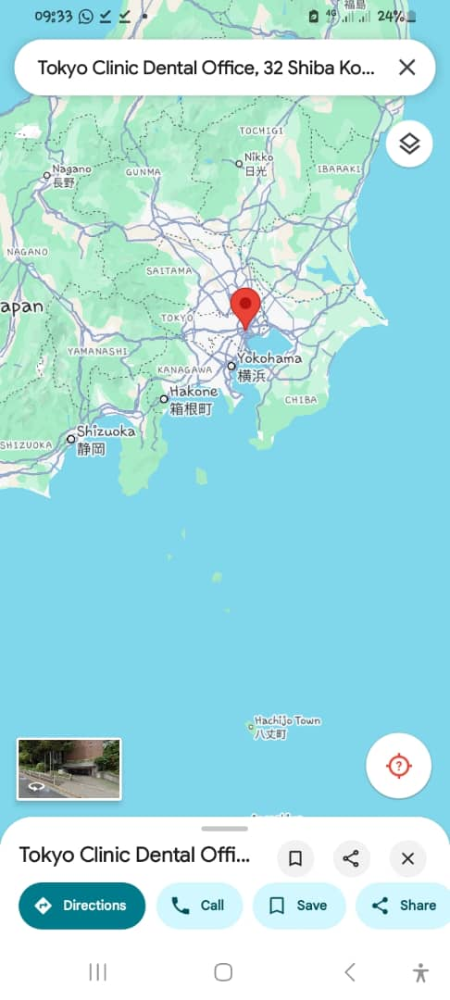 09:33
4G
24%
福島
Tokyo Clinic Dental Office, 32 Shiba Ko...
TOCHIGI
Nikko
日光
Nagano
長野
GUNMA
IBARAKI
NAGANO
SAITAMA
apan
TOKYO
YAMANASHI
Yokohama
横浜
KANAGAWA
Hakone
箱根町
CHIBA
Shizuoka
静岡
SHIZUOKA
Hachijo Town
八丈町
Tokyo Clinic Dental Offi...
Directions
Call
Save
Share